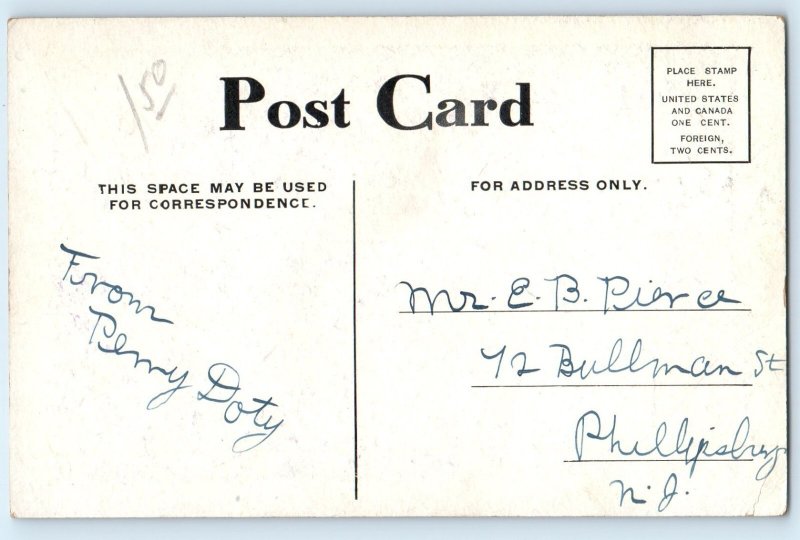 1.50
Post Card
PLACE STAMP
HERE.
UNITED STATES
AND CANADA
ONE CENT.
FOREIGN,
TWO CENTS.
THIS SPACE MAY BE USED
FOR CORRESPONDENCE.
FOR ADDRESS ONLY.
From
Perry Doty
Mr. E. B. Pierce
72 Bullman St
Phillipsburg
N. J.